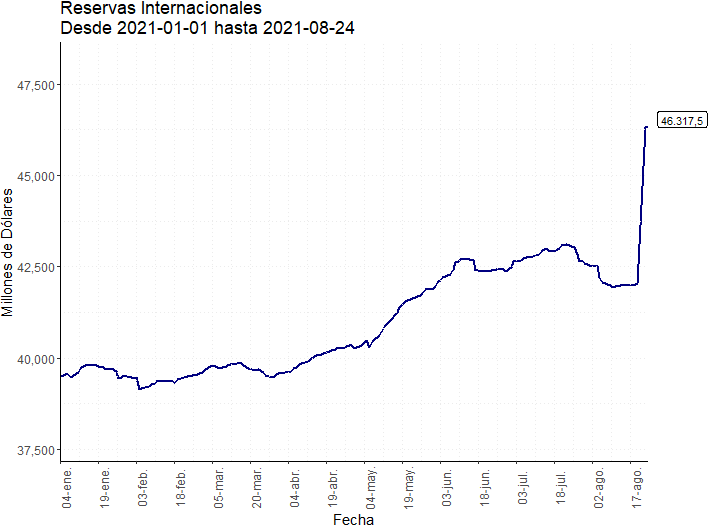 Reservas Internacionales
Desde 2021-01-01 hasta 2021-08-24
47,500
46.317,5
45,000
Millones de Dólares
42,500
40,000
37,500
04-ene.
19-ene.
03-feb.
18-feb.
05-mar.
20-mar.
04-abr.
19-abr.
04-may.
19-may.
03-jun.
18-jun.
03-jul.
18-jul.
02-ago.
17-ago.
Fecha